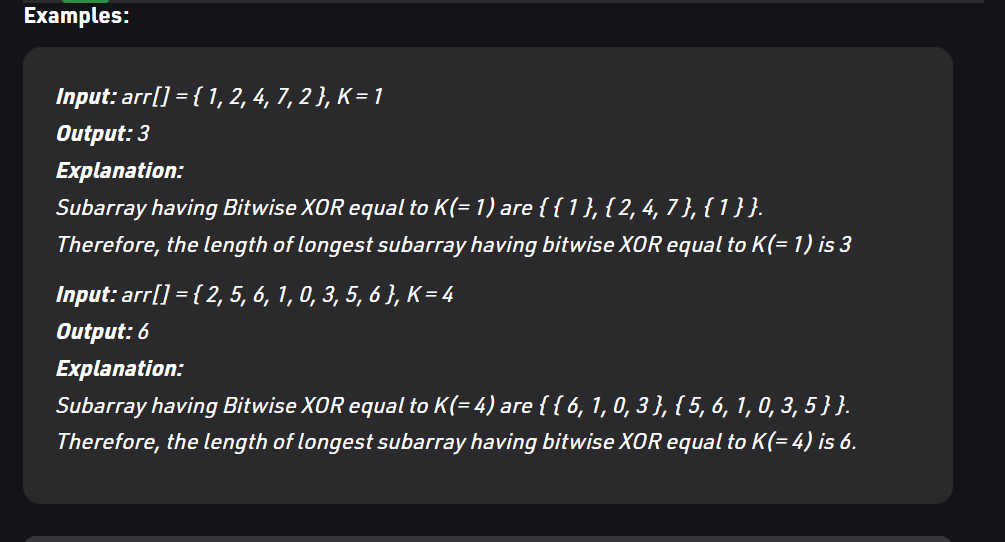 Examples:
Input: arr[] = { 1, 2, 4, 7, 2 }, K = 1
Output: 3
Explanation:
Subarray having Bitwise XOR equal to K(= 1) are { { 1 }, { 2, 4, 7 }, { 1 } }.
Therefore, the length of longest subarray having bitwise XOR equal to K(= 1) is 3
Input: arr[] = { 2, 5, 6, 1, 0, 3, 5, 6 }, K = 4
Output: 6
Explanation:
Subarray having Bitwise XOR equal to K(= 4) are { { 6, 1, 0, 3 }, { 5, 6, 1, 0, 3, 5 } }.
Therefore, the length of longest subarray having bitwise XOR equal to K(= 4) is 6.